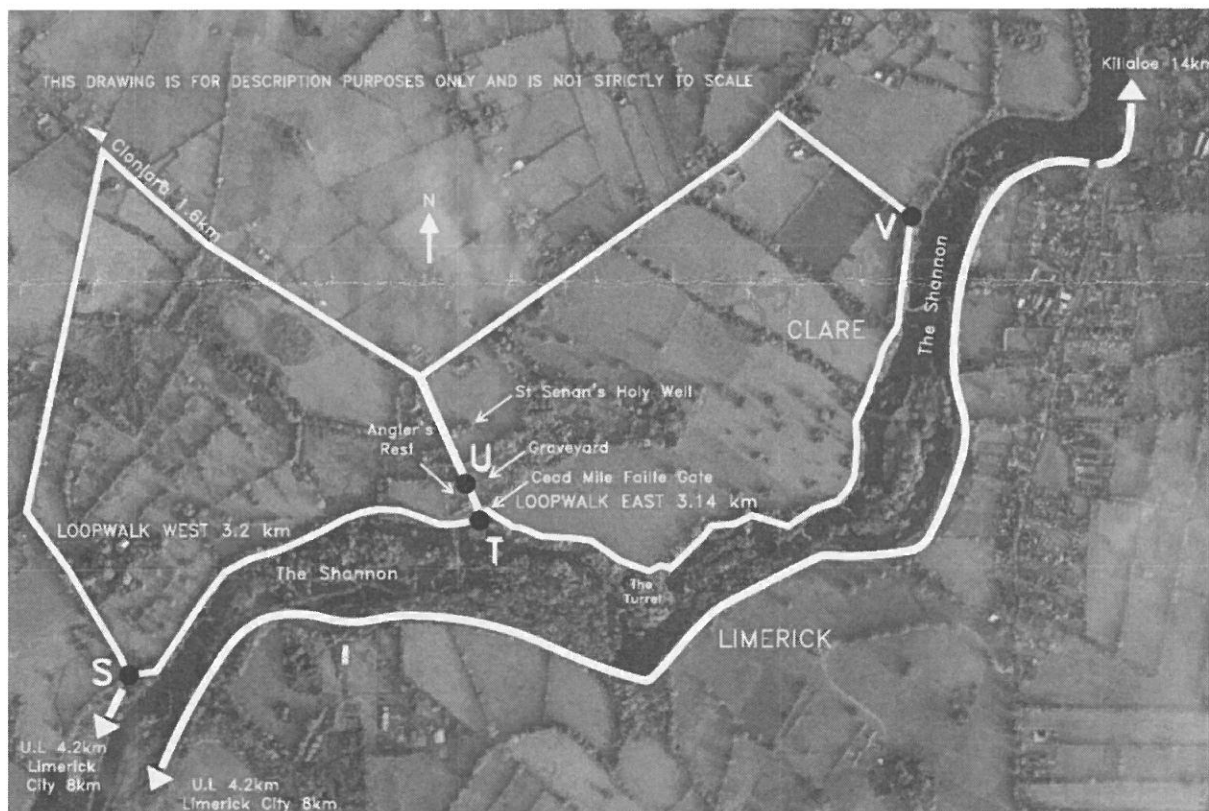 THIS DRAWING IS FOR DESCRIPTION PURPOSES ONLY AND IS NOT STRICTLY TO SCALE
Killaloe 14km
Clonlara 1.6km
N
V
The Shannon
CLARE
St Senan's Holy Well
Angler's
Rest
U
Graveyard
Cead Mile Failte Gate
LOOPWALK EAST 3.14 km
LOOPWALK WEST 3.2 km
T
The Shannon
The
Turret
LIMERICK
S
U.L 4.2km
Limerick
City 8km
U.L 4.2km
Limerick City 8km